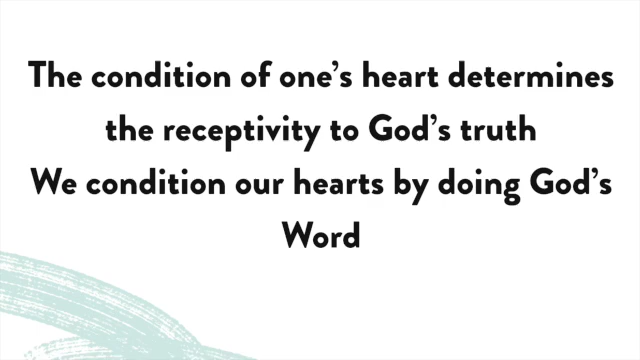 The condition of one’s heart determines
the receptivity to God’s truth
We condition our hearts by doing God’s
Word